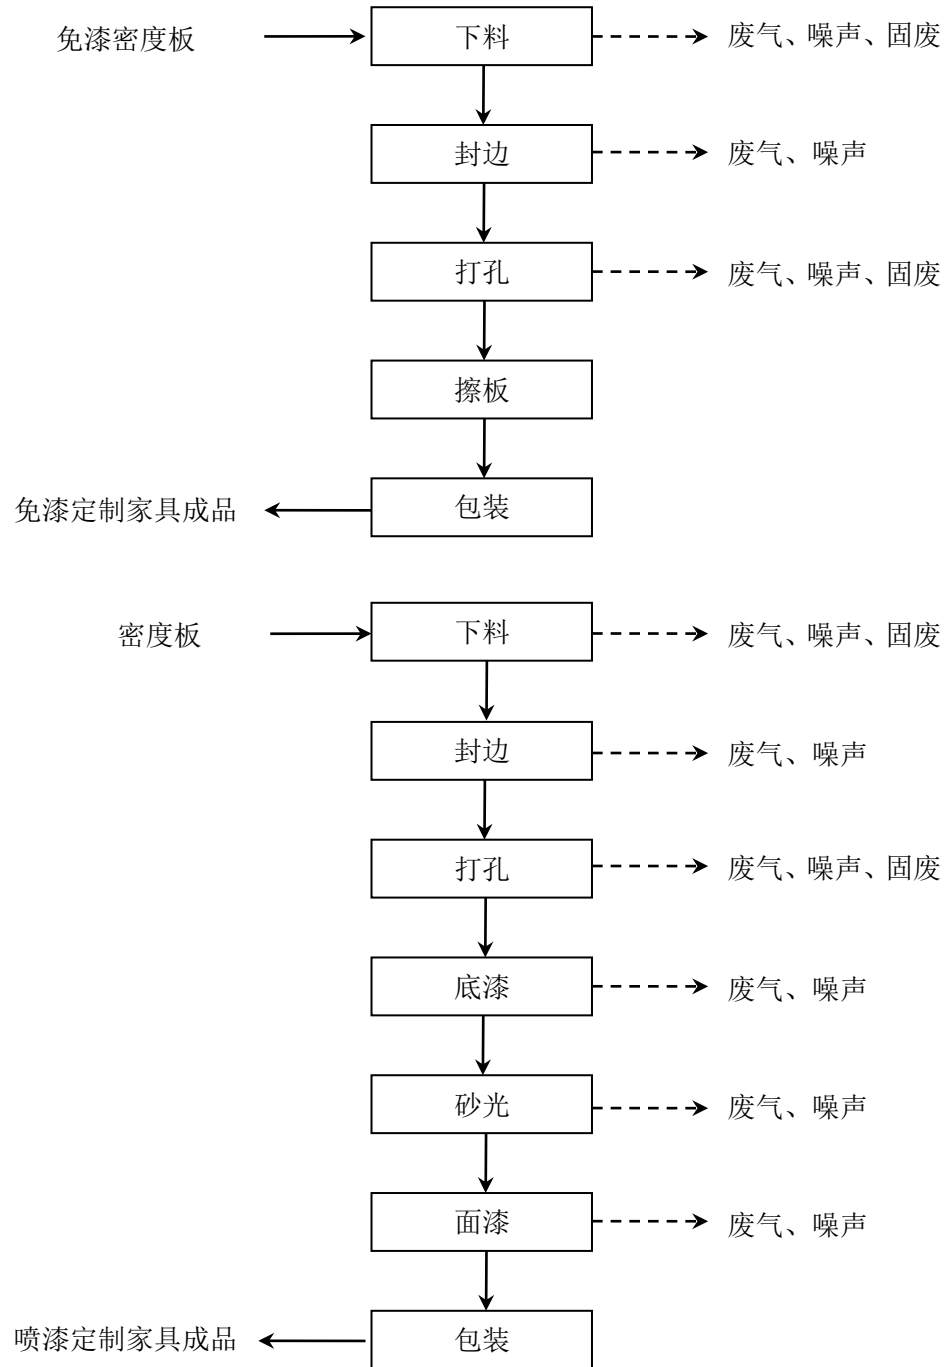 免漆密度板 下料 废气、噪声、固废
封边 废气、噪声
打孔 废气、噪声、固废
擦板
免漆定制家具成品 包装
密度板 下料 废气、噪声、固废
封边 废气、噪声
打孔 废气、噪声、固废
底漆 废气、噪声
砂光 废气、噪声
面漆 废气、噪声
喷漆定制家具成品 包装